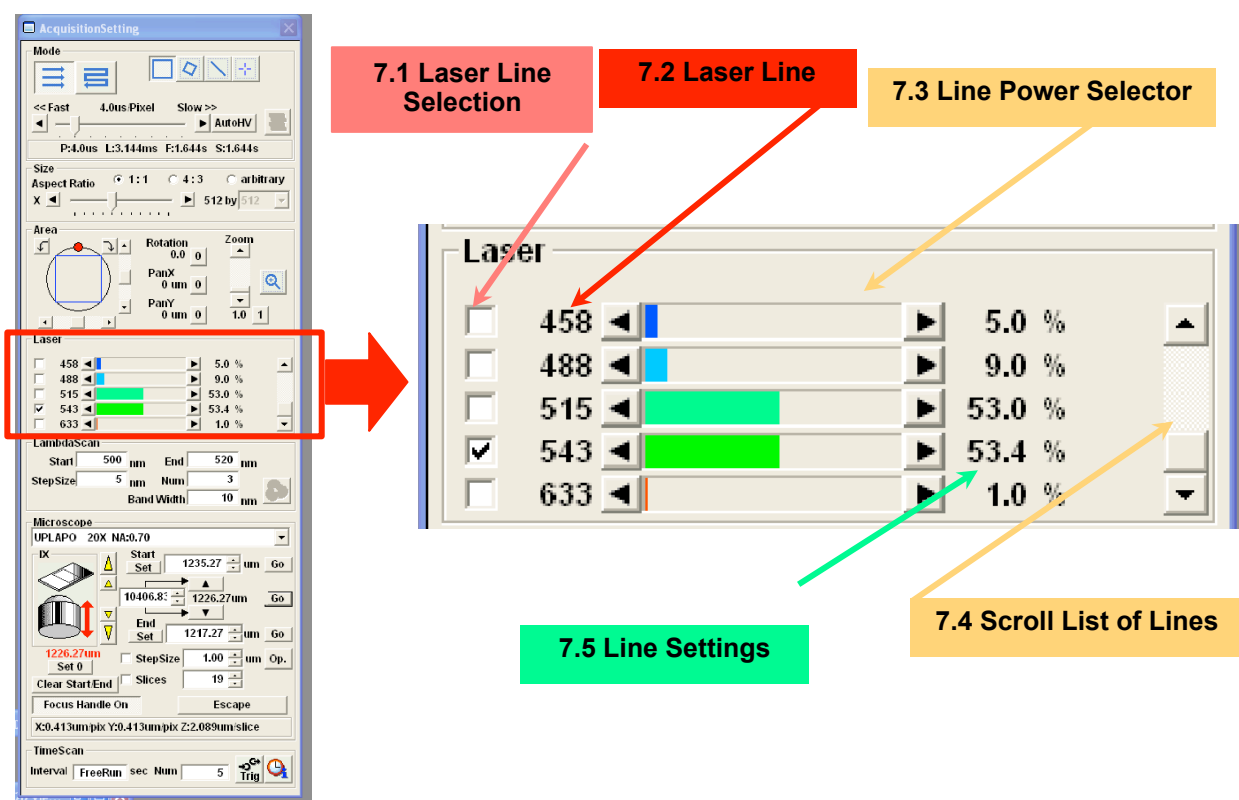 AcquisitionSetting
Mode
<< Fast 4.0us/Pixel Slow >>
AutoHV
P:4.0us L:3.144ms F:1.644s S:1.644s
Size
Aspect Ratio 1:1 4:3 arbitrary
X 512 by 512
Area
Rotation Zoom
0.0 0
PanX
0 um 0
PanY
0 um 0 1.0 1
Laser
458 5.0 %
488 9.0 %
515 53.0 %
543 53.4 %
633 1.0 %
LambdaScan
Start 500 nm End 520 nm
StepSize 5 nm Num 3
Band Width 10 nm
Microscope
UPLAPO 20X NA:0.70
IX
Start
Set 1235.27 um Go
10406.83 1226.27um Go
End
Set 1217.27 um Go
1226.27um
Set 0
StepSize 1.00 um Op.
Clear Start/End
Slices 19
Focus Handle On Escape
X:0.413um/pix Y:0.413um/pix Z:2.089um/slice
TimeScan
Interval FreeRun sec Num 5 Trig
7.1 Laser Line
Selection
7.2 Laser Line
7.3 Line Power Selector
Laser
458 5.0 %
488 9.0 %
515 53.0 %
543 53.4 %
633 1.0 %
7.5 Line Settings
7.4 Scroll List of Lines